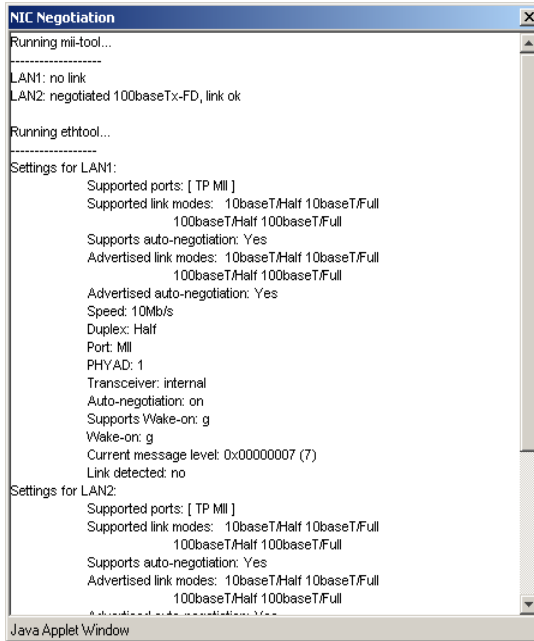 NIC Negotiation
Running mii-tool...
-------------------
LAN1: no link
LAN2: negotiated 100baseTx-FD, link ok
Running ethtool...
------------------
Settings for LAN1:
Supported ports: [ TP MII ]
Supported link modes: 10baseT/Half 10baseT/Full
100baseT/Half 100baseT/Full
Supports auto-negotiation: Yes
Advertised link modes: 10baseT/Half 10baseT/Full
100baseT/Half 100baseT/Full
Advertised auto-negotiation: Yes
Speed: 10Mb/s
Duplex: Half
Port: MII
PHYAD: 1
Transceiver: internal
Auto-negotiation: on
Supports Wake-on: g
Wake-on: g
Current message level: 0x00000007 (7)
Link detected: no
Settings for LAN2:
Supported ports: [ TP MII ]
Supported link modes: 10baseT/Half 10baseT/Full
100baseT/Half 100baseT/Full
Supports auto-negotiation: Yes
Advertised link modes: 10baseT/Half 10baseT/Full
100baseT/Half 100baseT/Full
Advertised auto-negotiation: Yes
Java Applet Window